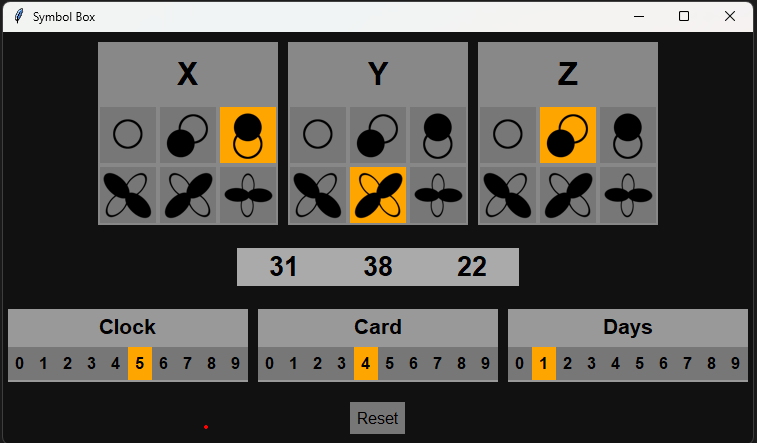 Symbol Box
X Y Z
31 38 22
Clock Card Days
0 1 2 3 4 5 6 7 8 9 0 1 2 3 4 5 6 7 8 9 0 1 2 3 4 5 6 7 8 9
Reset